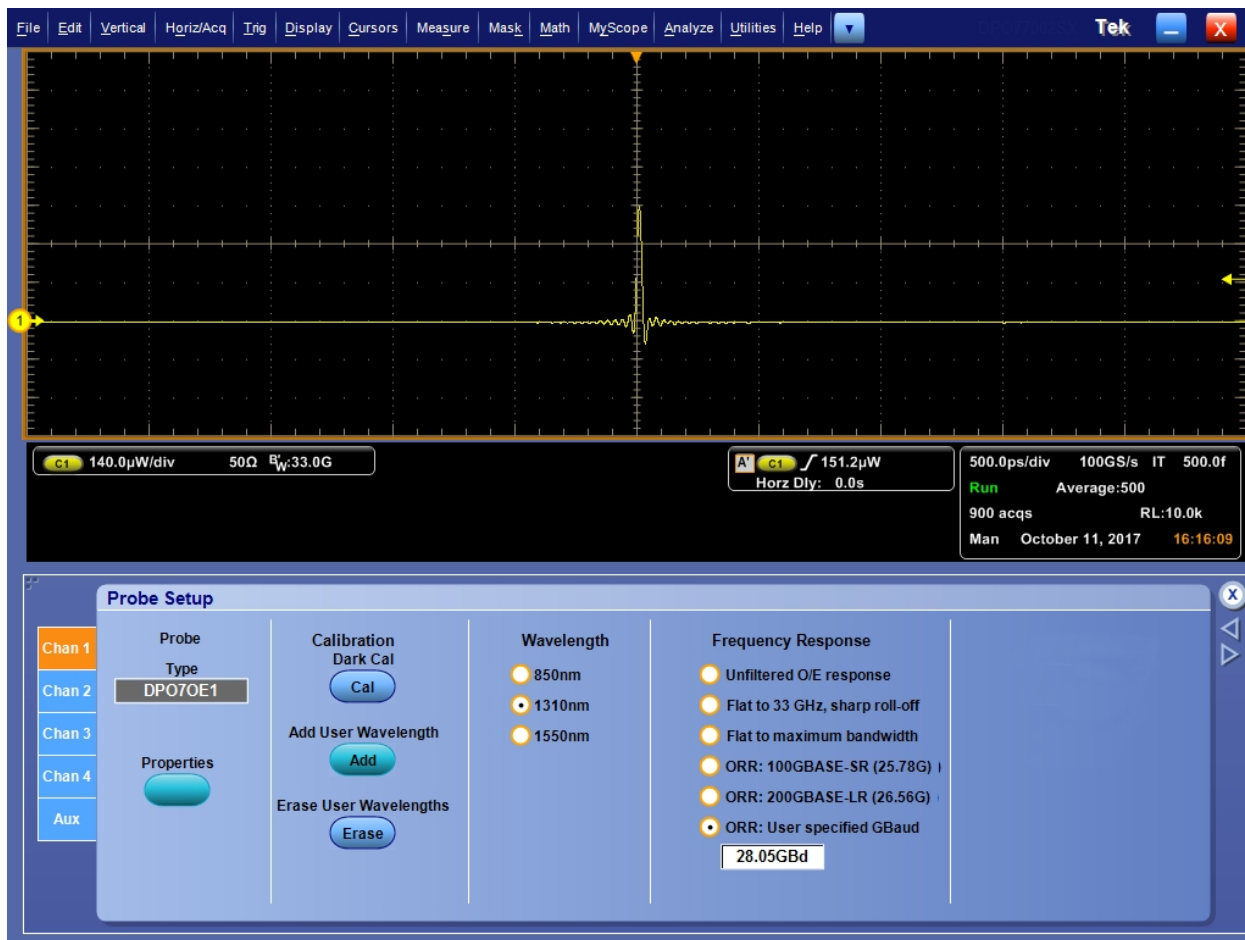 File Edit Vertical Horiz/Acq Trig Display Cursors Measure Mask Math MyScope Analyze Utilities Help Tek X
1
C1 140.0µW/div 50Ω BW:33.0G
A' C1 151.2µW
Horz Dly: 0.0s
500.0ps/div 100GS/s IT 500.0f
Run Average:500
900 acqs RL:10.0k
Man October 11, 2017 16:16:09
Probe Setup X
Chan 1
Chan 2
Chan 3
Chan 4
Aux
Probe
Type
DPO7OE1
Properties
Calibration
Dark Cal
Cal
Add User Wavelength
Add
Erase User Wavelengths
Erase
Wavelength
850nm
1310nm
1550nm
Frequency Response
Unfiltered O/E response
Flat to 33 GHz, sharp roll-off
Flat to maximum bandwidth
ORR: 100GBASE-SR (25.78G)
ORR: 200GBASE-LR (26.56G)
ORR: User specified GBaud
28.05GBd